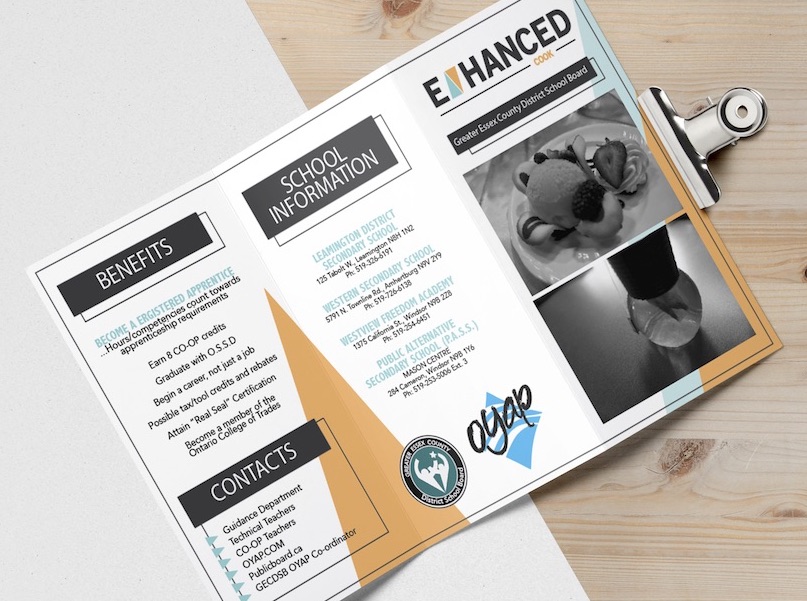 BENEFITS
BECOME A ERGISTERED APPRENTICE
...Hours/competencies count towards
apprenticeship requirements
Earn 8 CO-OP credits
Graduate with O.S.S.D
Begin a career, not just a job
Possible tax/tool credits and rebates
Attain "Real Seal" Certification
Become a member of the
Ontario College of Trades
CONTACTS
Guidance Department
Technical Teachers
CO-OP Teachers
OYAP.COM
Publicboard.ca
GECDSB OYAP Co-ordinator
SCHOOL
INFORMATION
LEAMINGTON DISTRICT
SECONDARY SCHOOL
125 Talbolt W., Leamington N8H 1N2
Ph: 519-326-6191
WESTERN SECONDARY SCHOOL
5791 N. Townline Rd., Amhertburg N9V 2Y9
Ph: 519-726-6138
WESTVIEW FREEDOM ACADEMY
1375 California St., Windsor N9B 2Z8
Ph: 519-254-6451
PUBLIC ALTERNATIVE
SECONDARY SCHOOL (P.A.S.S.)
MASON CENTRE
284 Cameron, Windsor N9B 1Y6
Ph: 519-253-5006 Ext. 3
GREATER ESSEX COUNTY
District School Board
oyap
ENHANCED
COOK
Greater Essex County District School Board